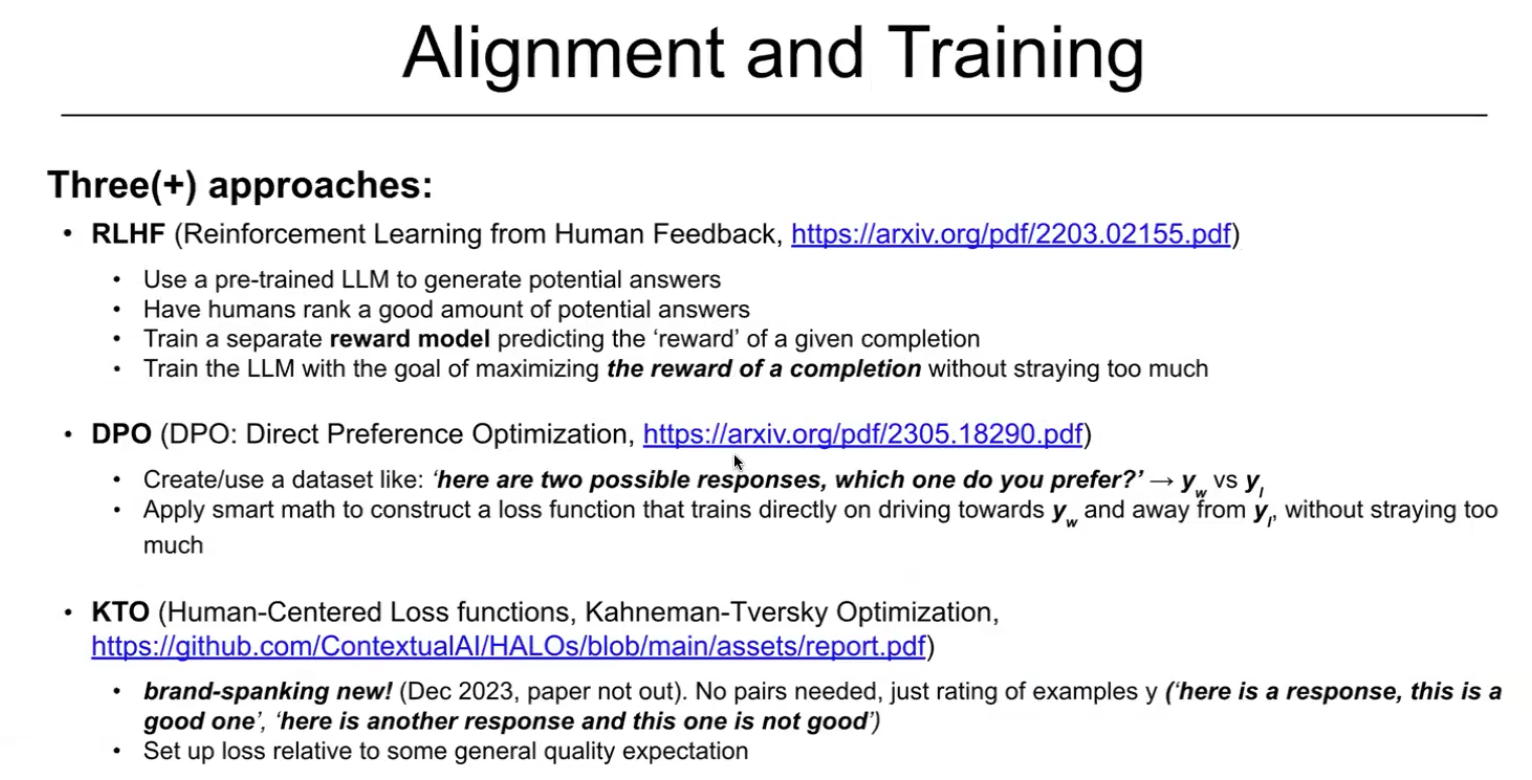 Alignment and Training
Three(+) approaches:
• RLHF (Reinforcement Learning from Human Feedback, https://arxiv.org/pdf/2203.02155.pdf)
• Use a pre-trained LLM to generate potential answers
• Have humans rank a good amount of potential answers
• Train a separate reward model predicting the ‘reward’ of a given completion
• Train the LLM with the goal of maximizing the reward of a completion without straying too much
• DPO (DPO: Direct Preference Optimization, https://arxiv.org/pdf/2305.18290.pdf)
• Create/use a dataset like: ‘here are two possible responses, which one do you prefer?’ → y_w vs y_l
• Apply smart math to construct a loss function that trains directly on driving towards y_w and away from y_l, without straying too
much
• KTO (Human-Centered Loss functions, Kahneman-Tversky Optimization,
https://github.com/ContextualAI/HALOs/blob/main/assets/report.pdf)
• brand-spanking new! (Dec 2023, paper not out). No pairs needed, just rating of examples y (‘here is a response, this is a
good one’, ‘here is another response and this one is not good’)
• Set up loss relative to some general quality expectation